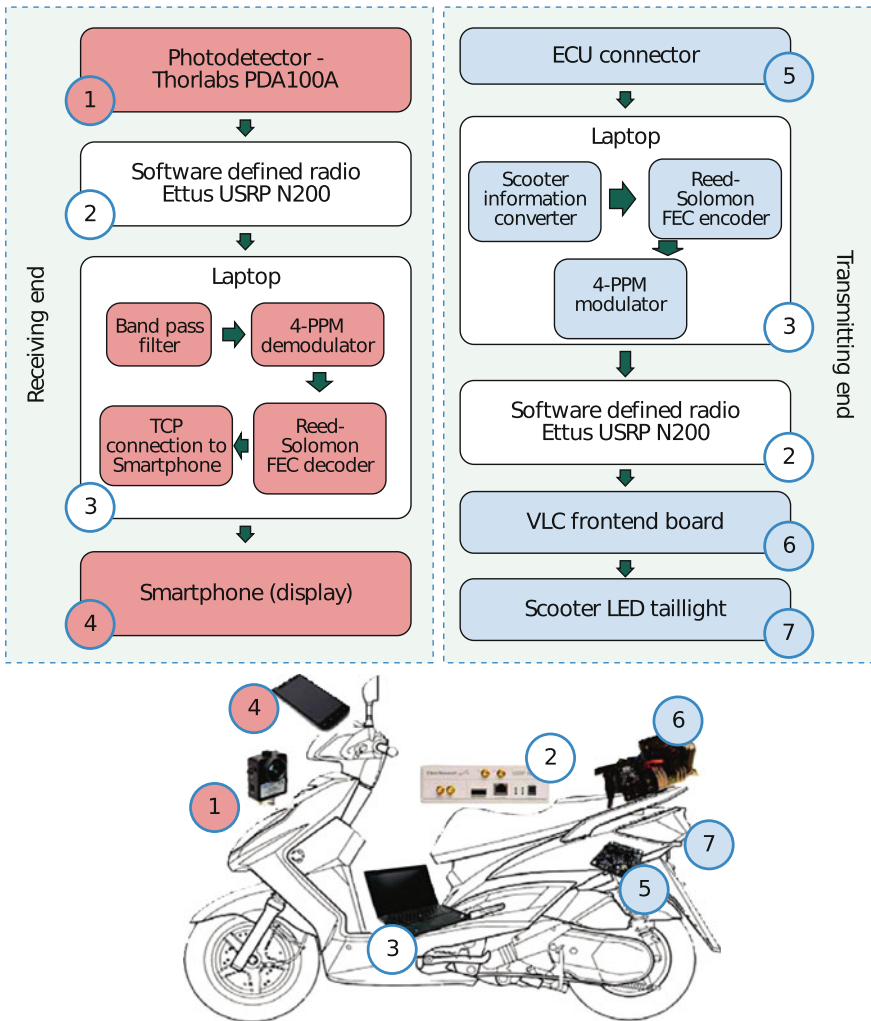 Receiving end
Photodetector -
Thorlabs PDA100A
1
Software defined radio
Ettus USRP N200
2
Laptop
Band pass
filter
4-PPM
demodulator
TCP
connection to
Smartphone
Reed-
Solomon
FEC decoder
3
Smartphone (display)
4
Transmitting end
ECU connector
5
Laptop
Scooter
information
converter
Reed-
Solomon
FEC encoder
4-PPM
modulator
3
Software defined radio
Ettus USRP N200
2
VLC frontend board
6
Scooter LED taillight
7
4
6
2
1
7
5
3